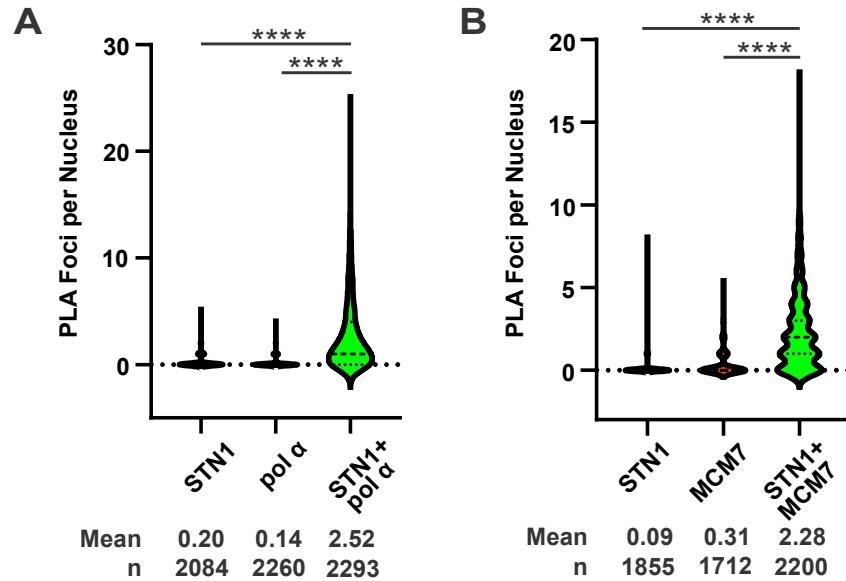 A
PLA Foci per Nucleus
30
20
10
0
****
****
STN1
pol α
STN1+
pol α
Mean 0.20 0.14 2.52
n 2084 2260 2293
B
PLA Foci per Nucleus
20
15
10
5
0
****
****
STN1
MCM7
STN1+
MCM7
Mean 0.09 0.31 2.28
n 1855 1712 2200